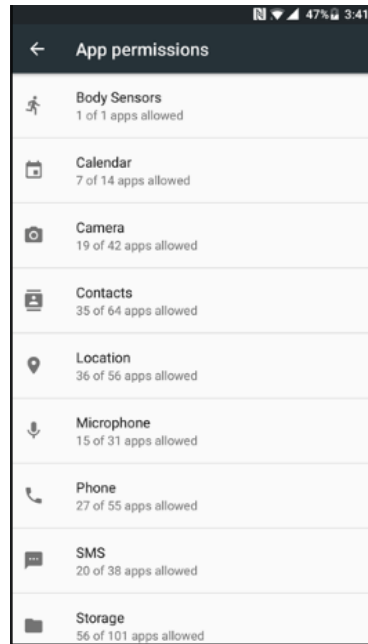 47% 3:41
App permissions
Body Sensors
1 of 1 apps allowed
Calendar
7 of 14 apps allowed
Camera
19 of 42 apps allowed
Contacts
35 of 64 apps allowed
Location
36 of 56 apps allowed
Microphone
15 of 31 apps allowed
Phone
27 of 55 apps allowed
SMS
20 of 38 apps allowed
Storage
56 of 101 apps allowed